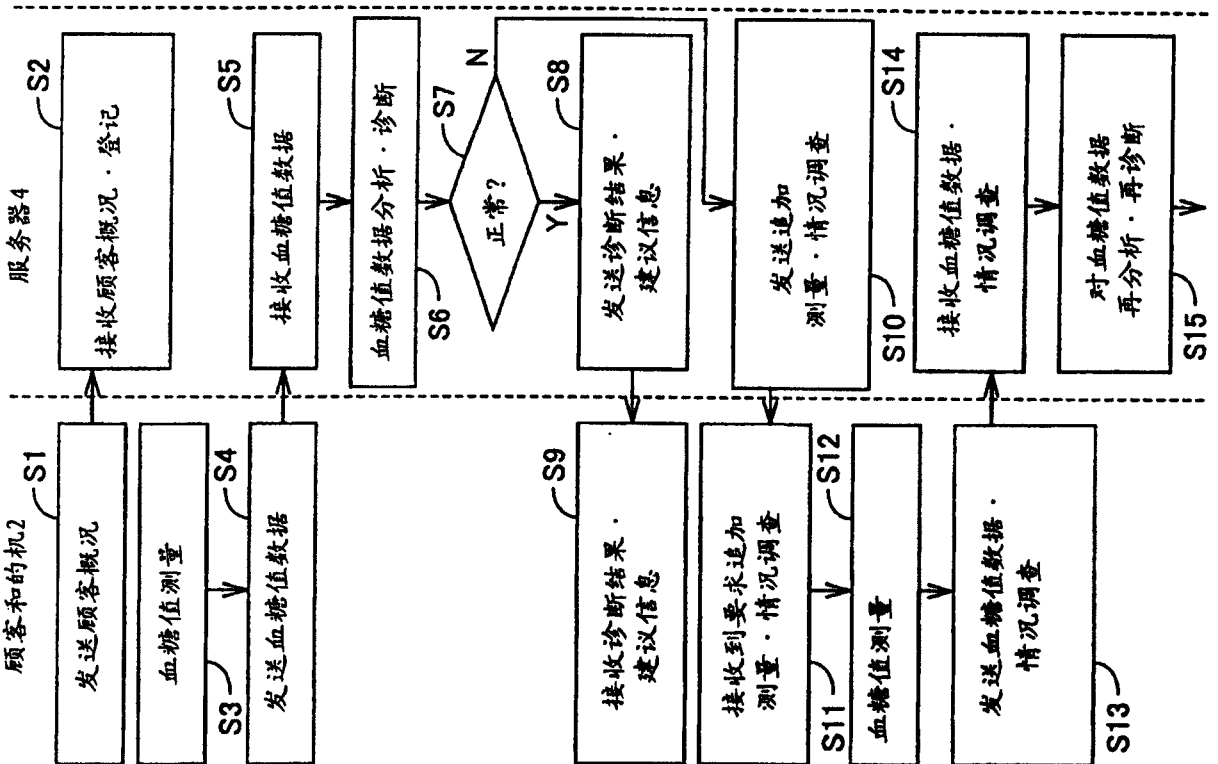 顾客和的机2
服务器4
S1
发送顾客概况
S2
接收顾客概况·登记
血糖值测量
S3
S4
发送血糖值数据
S5
接收血糖值数据
血糖值数据分析·诊断
S6
S7
正常?
N
Y
S8
发送诊断结果·
建议信息
S9
接收诊断结果·
建议信息
发送追加
测量·情况调查
S10
接收到要求追加
测量·情况调查
S11
S12
血糖值测量
发送血糖值数据·
情况调查
S13
S14
接收血糖值数据·
情况调查
对血糖值数据
再分析·再诊断
S15